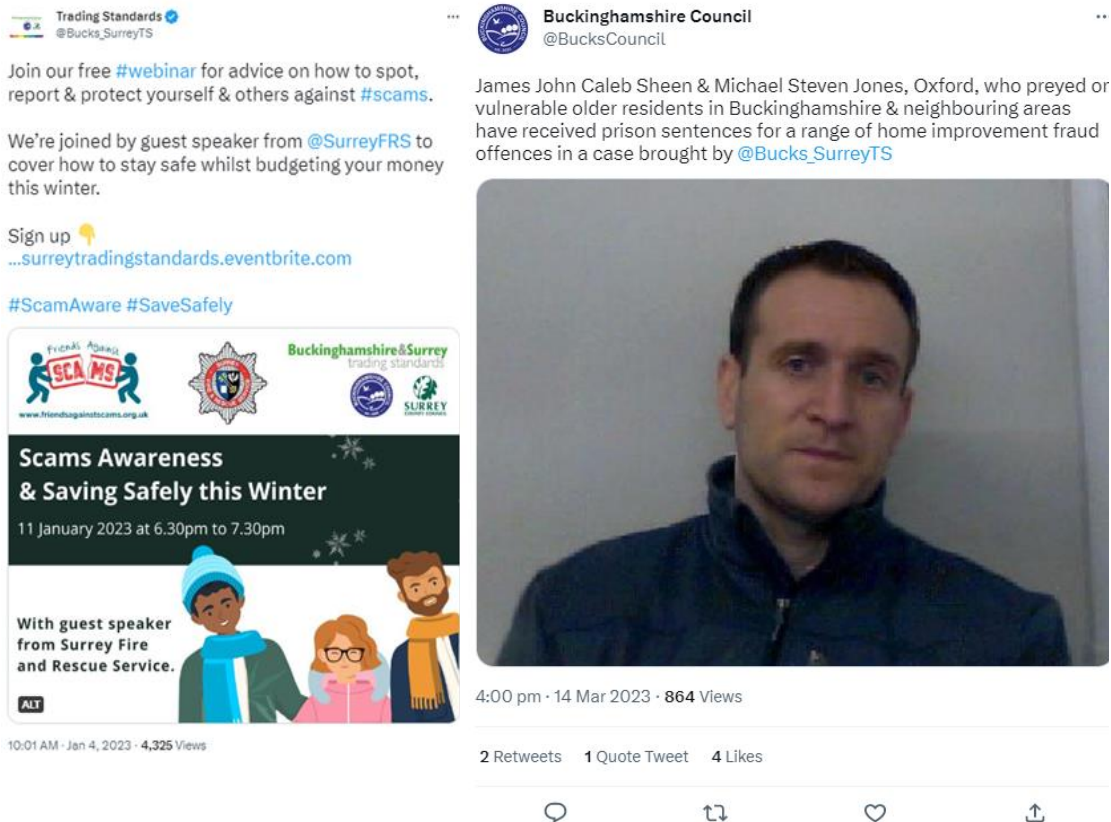 Trading Standards
@Bucks_SurreyTS
Join our free #webinar for advice on how to spot,
report & protect yourself & others against #scams.
We're joined by guest speaker from @SurreyFRS to
cover how to stay safe whilst budgeting your money
this winter.
Sign up
...surreytradingstandards.eventbrite.com
#ScamAware #SaveSafely
Friends Against
SCAMS
www.friendsagainstscams.org.uk
Buckinghamshire&Surrey
trading standards
SURREY
Scams Awareness
& Saving Safely this Winter
11 January 2023 at 6.30pm to 7.30pm
With guest speaker
from Surrey Fire
and Rescue Service.
ALT
10:01 AM · Jan 4, 2023 · 4,325 Views
Buckinghamshire Council
@BucksCouncil
James John Caleb Sheen & Michael Steven Jones, Oxford, who preyed
vulnerable older residents in Buckinghamshire & neighbouring areas
have received prison sentences for a range of home improvement fraud
offences in a case brought by @Bucks_SurreyTS
4:00 pm · 14 Mar 2023 · 864 Views
2 Retweets 1 Quote Tweet 4 Likes